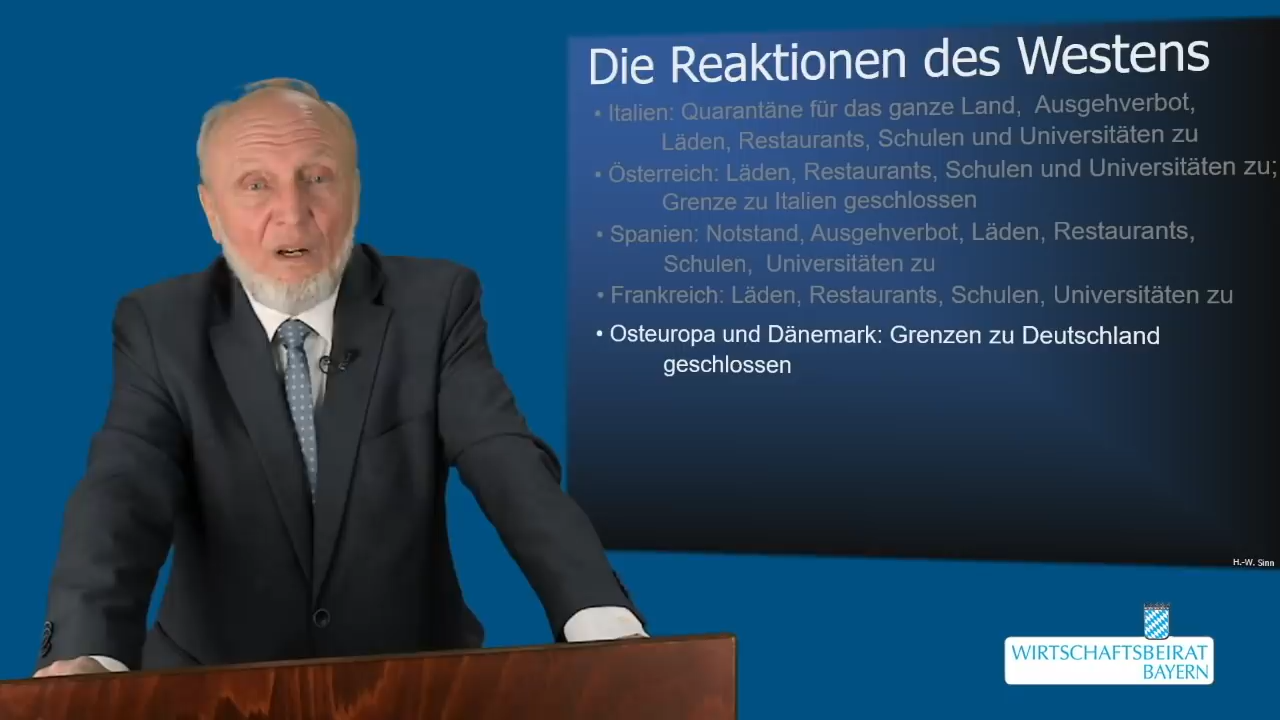 Die Reaktionen des Westens
• Italien: Quarantäne für das ganze Land, Ausgehverbot,
Läden, Restaurants, Schulen und Universitäten zu
• Österreich: Läden, Restaurants, Schulen und Universitäten zu;
Grenze zu Italien geschlossen
• Spanien: Notstand, Ausgehverbot, Läden, Restaurants,
Schulen, Universitäten zu
• Frankreich: Läden, Restaurants, Schulen, Universitäten zu
• Osteuropa und Dänemark: Grenzen zu Deutschland
geschlossen
H.-W. Sinn
WIRTSCHAFTSBEIRAT
BAYERN